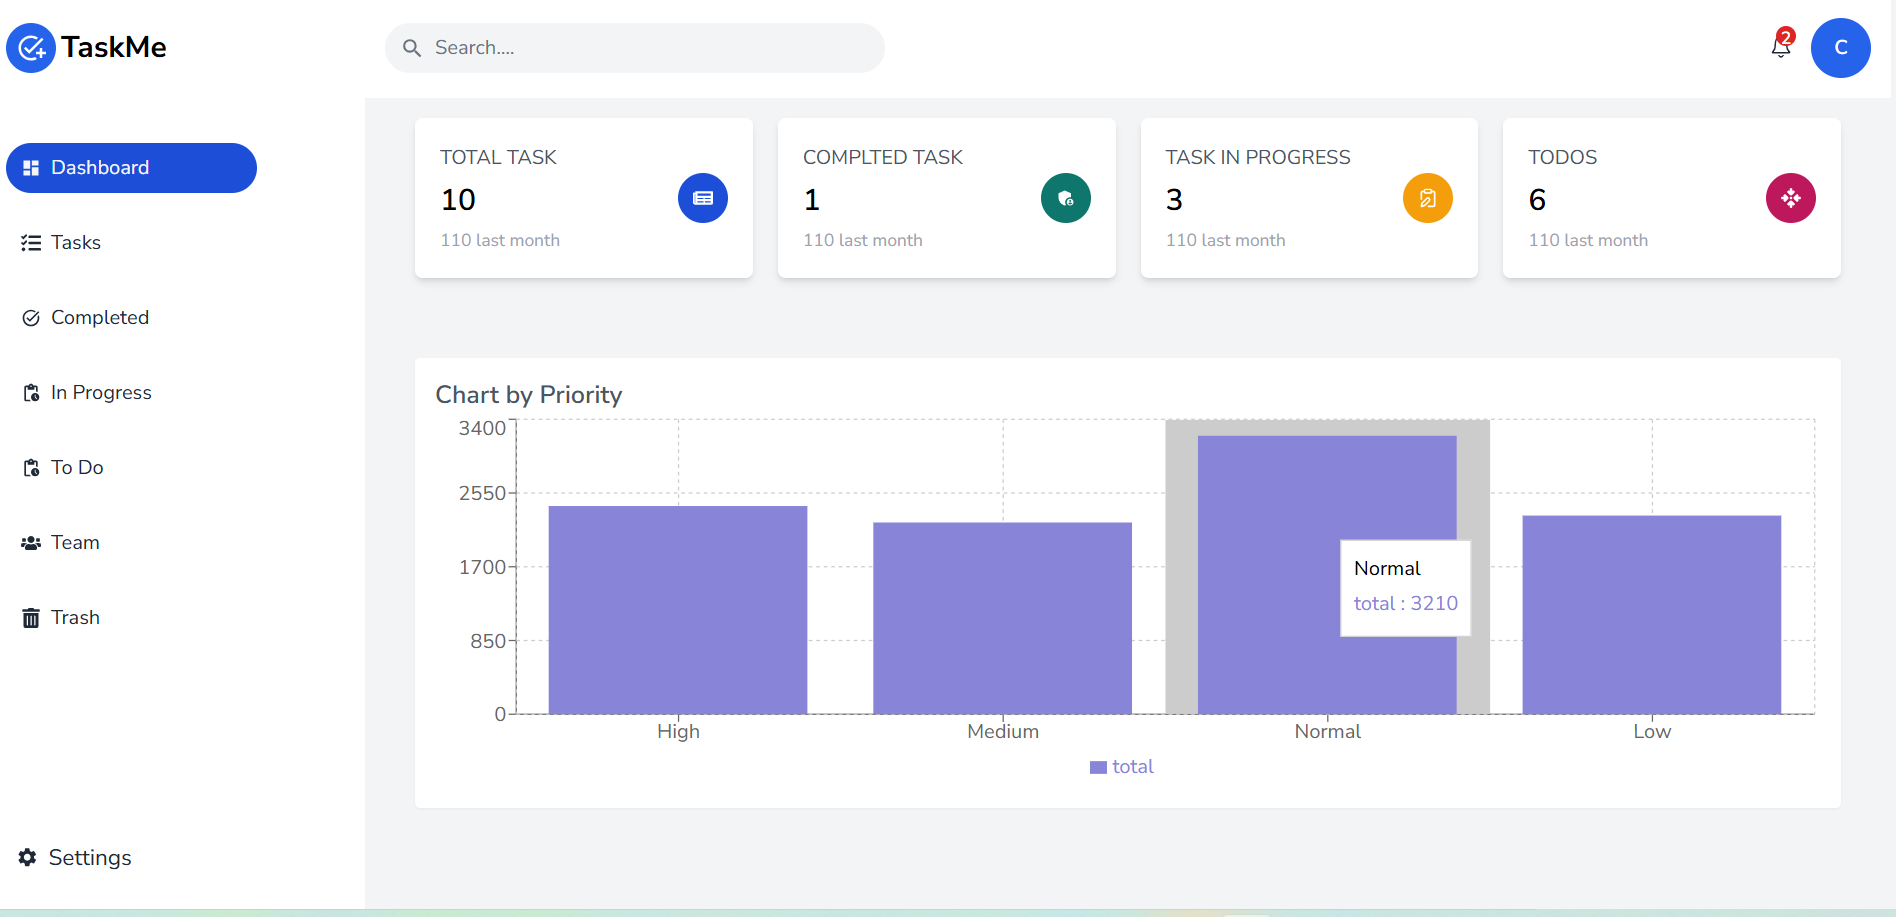 TaskMe
Search....
2
C
Dashboard
Tasks
Completed
In Progress
To Do
Team
Trash
Settings
TOTAL TASK
10
110 last month
COMPLTED TASK
1
110 last month
TASK IN PROGRESS
3
110 last month
TODOS
6
110 last month
Chart by Priority
3400
2550
1700
850
0
Normal
total : 3210
High Medium Normal Low
total